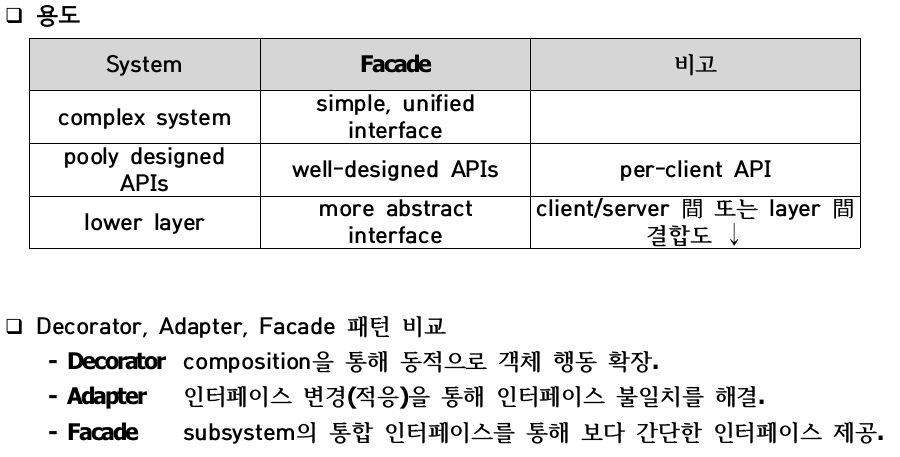 ❑ 용도
System Facade 비고
complex system simple, unified interface
pooly designed APIs well-designed APIs per-client API
lower layer more abstract interface client/server 間 또는 layer 間 결합도 ↓
❑ Decorator, Adapter, Facade 패턴 비교
- Decorator composition을 통해 동적으로 객체 행동 확장.
- Adapter 인터페이스 변경(적응)을 통해 인터페이스 불일치를 해결.
- Facade subsystem의 통합 인터페이스를 통해 보다 간단한 인터페이스 제공.